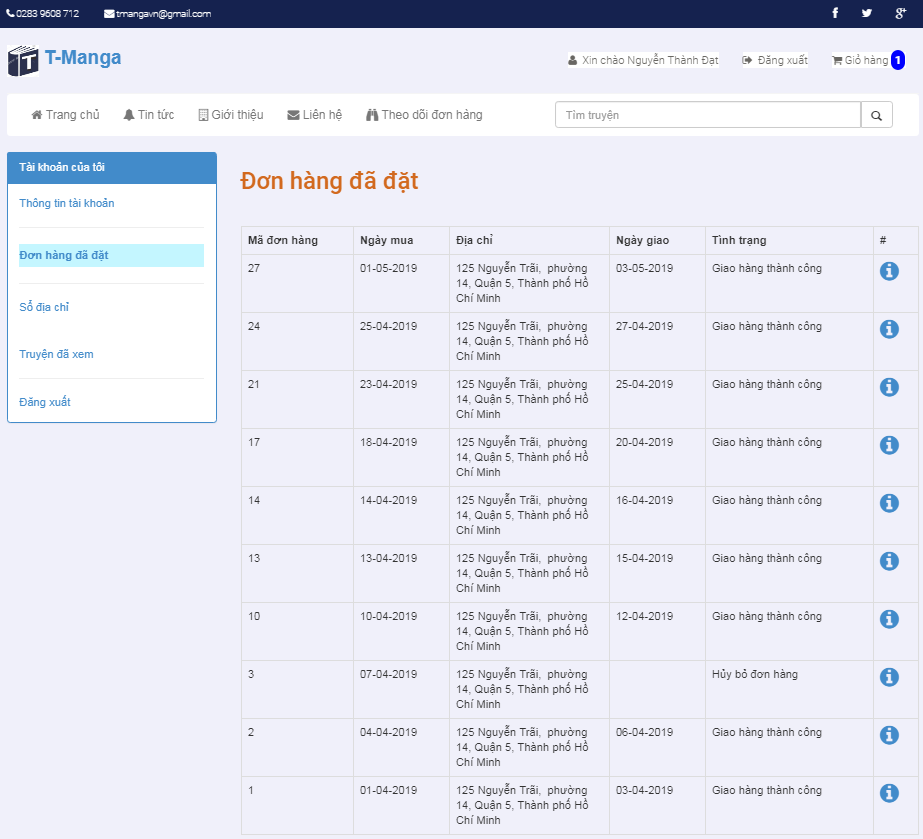 0283 9608 712 tmangavn@gmail.com
T-Manga
Xin chào Nguyễn Thành Đạt Đăng xuất Giỏ hàng 1
Trang chủ Tin tức Giới thiệu Liên hệ Theo dõi đơn hàng Tìm truyện
Tài khoản của tôi
Thông tin tài khoản
Đơn hàng đã đặt
Sổ địa chỉ
Truyện đã xem
Đăng xuất
Đơn hàng đã đặt
Mã đơn hàng Ngày mua Địa chỉ Ngày giao Tình trạng #
27 01-05-2019 125 Nguyễn Trãi, phường 03-05-2019 Giao hàng thành công
14, Quận 5, Thành phố Hồ
Chí Minh
24 25-04-2019 125 Nguyễn Trãi, phường 27-04-2019 Giao hàng thành công
14, Quận 5, Thành phố Hồ
Chí Minh
21 23-04-2019 125 Nguyễn Trãi, phường 25-04-2019 Giao hàng thành công
14, Quận 5, Thành phố Hồ
Chí Minh
17 18-04-2019 125 Nguyễn Trãi, phường 20-04-2019 Giao hàng thành công
14, Quận 5, Thành phố Hồ
Chí Minh
14 14-04-2019 125 Nguyễn Trãi, phường 16-04-2019 Giao hàng thành công
14, Quận 5, Thành phố Hồ
Chí Minh
13 13-04-2019 125 Nguyễn Trãi, phường 15-04-2019 Giao hàng thành công
14, Quận 5, Thành phố Hồ
Chí Minh
10 10-04-2019 125 Nguyễn Trãi, phường 12-04-2019 Giao hàng thành công
14, Quận 5, Thành phố Hồ
Chí Minh
3 07-04-2019 125 Nguyễn Trãi, phường Hủy bỏ đơn hàng
14, Quận 5, Thành phố Hồ
Chí Minh
2 04-04-2019 125 Nguyễn Trãi, phường 06-04-2019 Giao hàng thành công
14, Quận 5, Thành phố Hồ
Chí Minh
1 01-04-2019 125 Nguyễn Trãi, phường 03-04-2019 Giao hàng thành công
14, Quận 5, Thành phố Hồ
Chí Minh